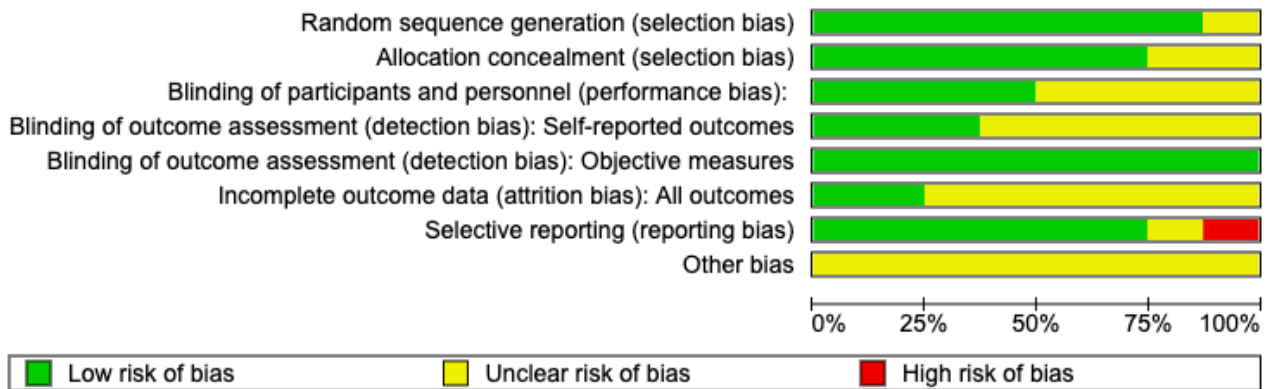 Random sequence generation (selection bias)
Allocation concealment (selection bias)
Blinding of participants and personnel (performance bias):
Blinding of outcome assessment (detection bias): Self-reported outcomes
Blinding of outcome assessment (detection bias): Objective measures
Incomplete outcome data (attrition bias): All outcomes
Selective reporting (reporting bias)
Other bias
0% 25% 50% 75% 100%
Low risk of bias Unclear risk of bias High risk of bias